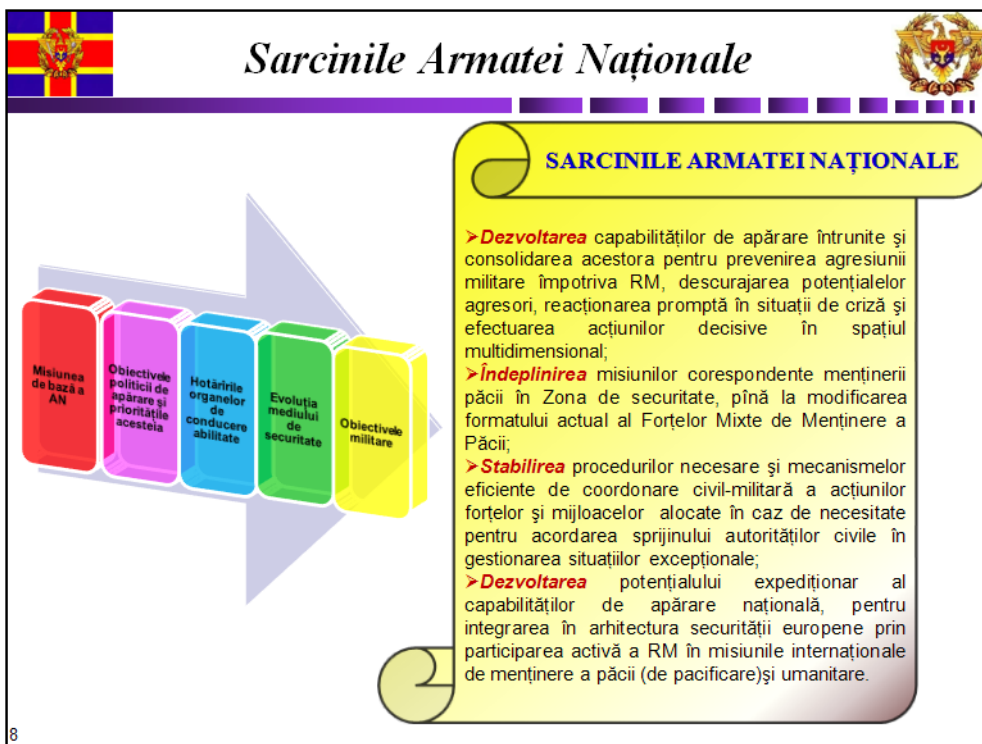 Sarcinile Armatei Naționale
Misiunea
de bază a
AN
Obiectivele
politicii de
apărare și
prioritățile
acesteia
Hotărîrile
organelor
de
conducere
abilitate
Evoluția
mediului
de
securitate
Obiectivele
militare
SARCINILE ARMATEI NAȚIONALE
➢Dezvoltarea capabilităților de apărare întrunite și
consolidarea acestora pentru prevenirea agresiunii
militare împotriva RM, descurajarea potențialelor
agresori, reacționarea promptă în situații de criză și
efectuarea acțiunilor decisive în spațiul
multidimensional;
➢Îndeplinirea misiunilor corespondente menținerii
păcii în Zona de securitate, pînă la modificarea
formatului actual al Forțelor Mixte de Menținere a
Păcii;
➢Stabilirea procedurilor necesare și mecanismelor
eficiente de coordonare civil-militară a acțiunilor
forțelor și mijloacelor alocate în caz de necesitate
pentru acordarea sprijinului autorităților civile în
gestionarea situațiilor excepționale;
➢Dezvoltarea potențialului expediționar al
capabilităților de apărare națională, pentru
integrarea în arhitectura securității europene prin
participarea activă a RM în misiunile internaționale
de menținere a păcii (de pacificare)și umanitare.
8